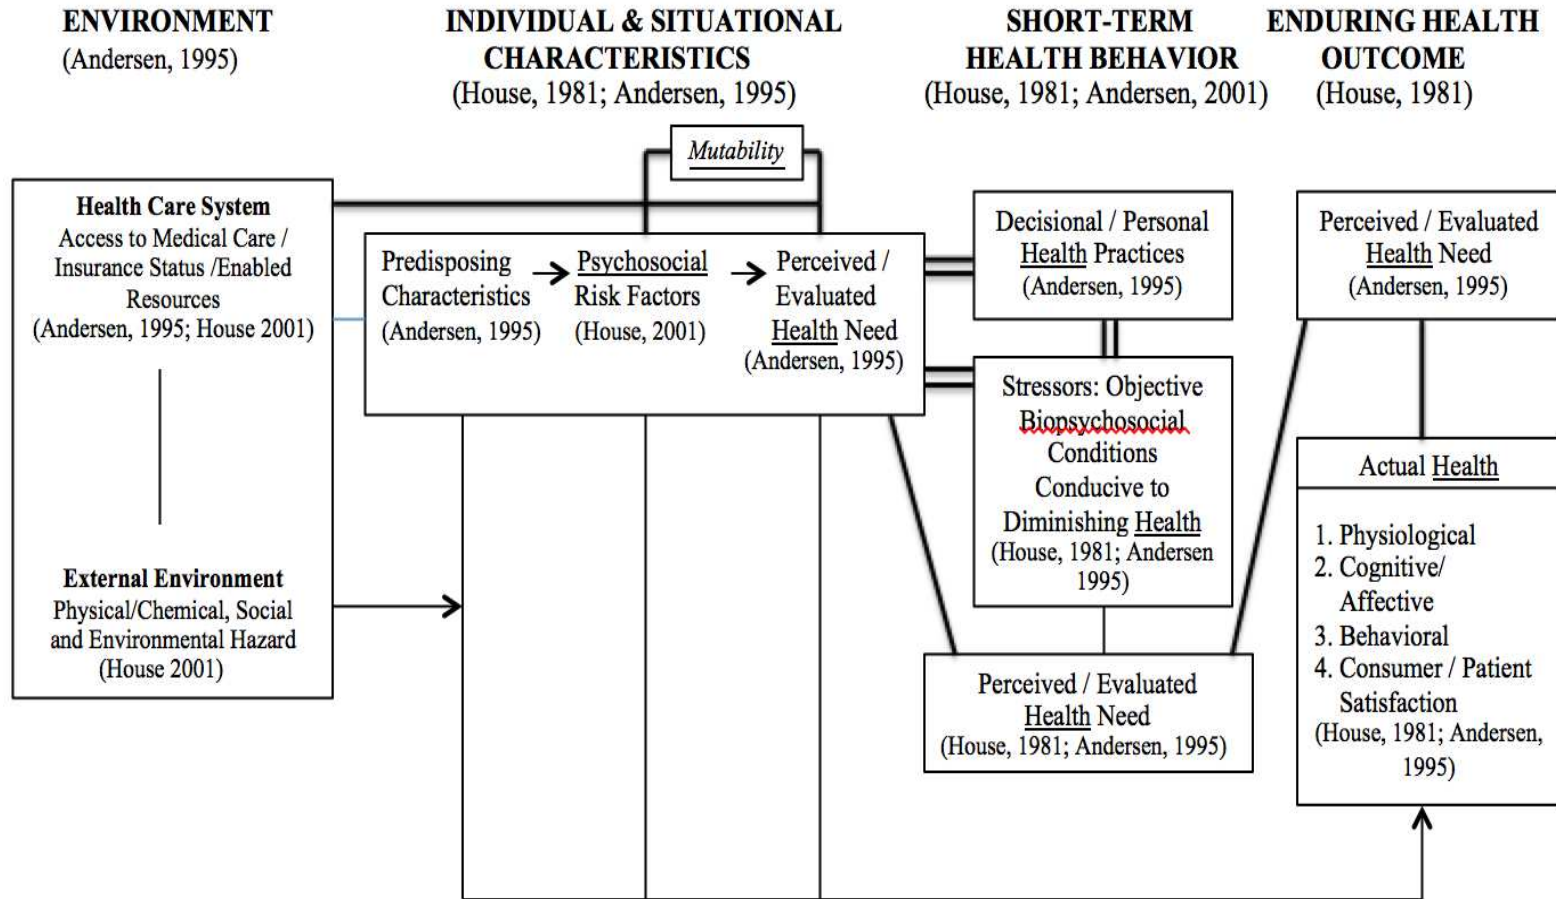 ENVIRONMENT
(Andersen, 1995)
INDIVIDUAL & SITUATIONAL
CHARACTERISTICS
(House, 1981; Andersen, 1995)
SHORT-TERM
HEALTH BEHAVIOR
(House, 1981; Andersen, 2001)
ENDURING HEALTH
OUTCOME
(House, 1981)
Mutability
Health Care System
Access to Medical Care /
Insurance Status /Enabled
Resources
(Andersen, 1995; House 2001)
External Environment
Physical/Chemical, Social
and Environmental Hazard
(House 2001)
Predisposing
Characteristics
(Andersen, 1995)
Psychosocial
Risk Factors
(House, 2001)
Perceived /
Evaluated
Health Need
(Andersen, 1995)
Decisional / Personal
Health Practices
(Andersen, 1995)
Stressors: Objective
Biopsychosocial
Conditions
Conducive to
Diminishing Health
(House, 1981; Andersen
1995)
Perceived / Evaluated
Health Need
(House, 1981; Andersen, 1995)
Perceived / Evaluated
Health Need
(Andersen, 1995)
Actual Health
1. Physiological
2. Cognitive/
Affective
3. Behavioral
4. Consumer / Patient
Satisfaction
(House, 1981; Andersen,
1995)